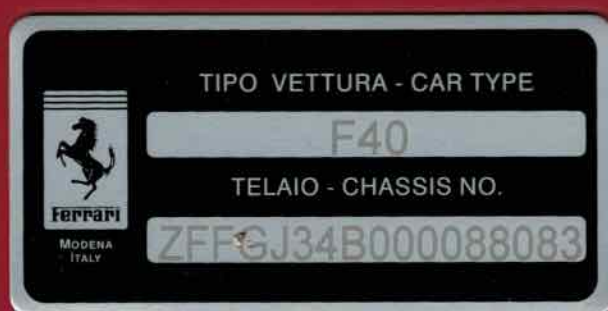 TIPO VETTURA - CAR TYPE
F40
TELAIO - CHASSIS NO.
ZFFGJ34B000088083
Ferrari
MODENA
ITALY